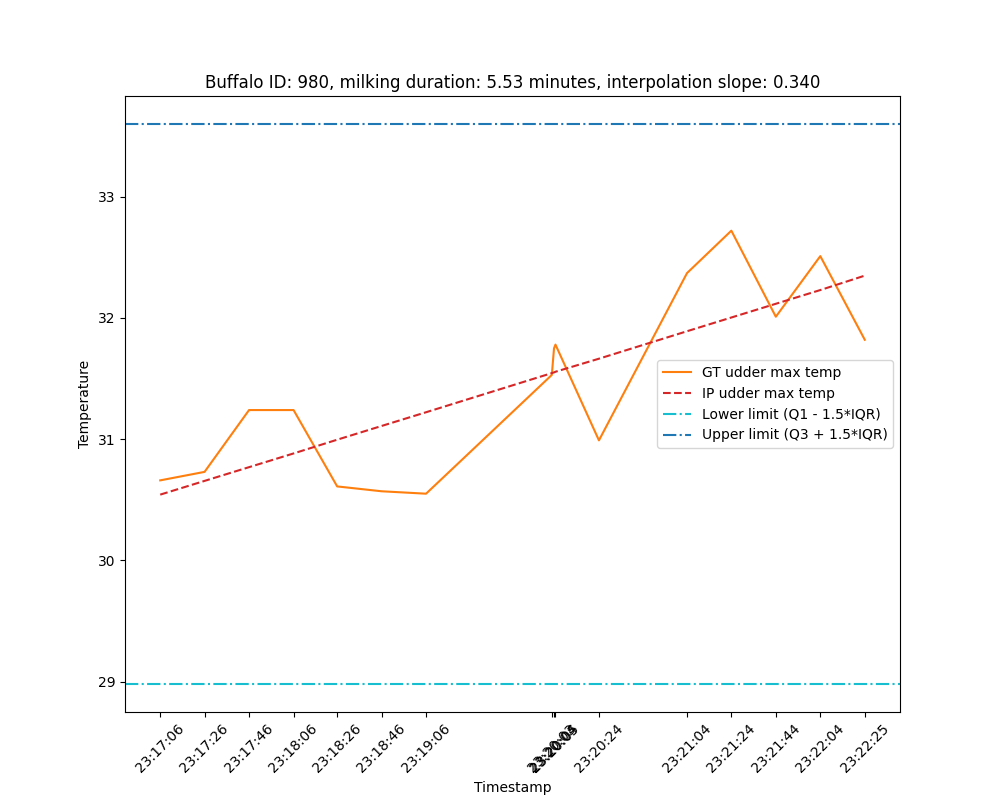 Buffalo ID: 980, milking duration: 5.53 minutes, interpolation slope: 0.340
33
32
31
30
29
Temperature
GT udder max temp
IP udder max temp
Lower limit (Q1 - 1.5*IQR)
Upper limit (Q3 + 1.5*IQR)
23:17:06
23:17:26
23:17:46
23:18:06
23:18:26
23:18:46
23:19:06
23:20:24
23:21:04
23:21:24
23:21:44
23:22:04
23:22:25
Timestamp